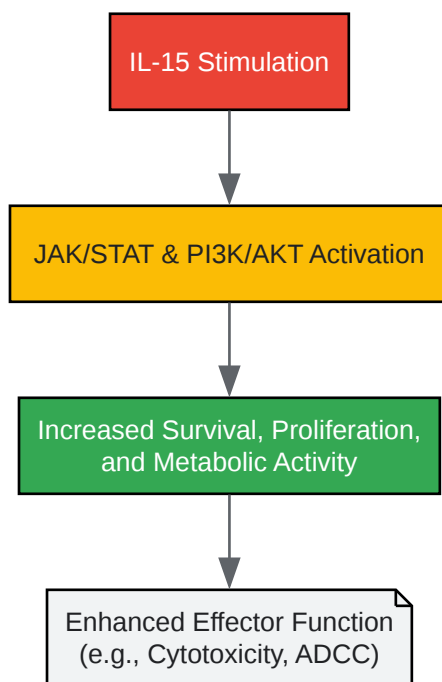 IL-15 Stimulation
JAK/STAT & PI3K/AKT Activation
Increased Survival, Proliferation,
and Metabolic Activity
Enhanced Effector Function
(e.g., Cytotoxicity, ADCC)